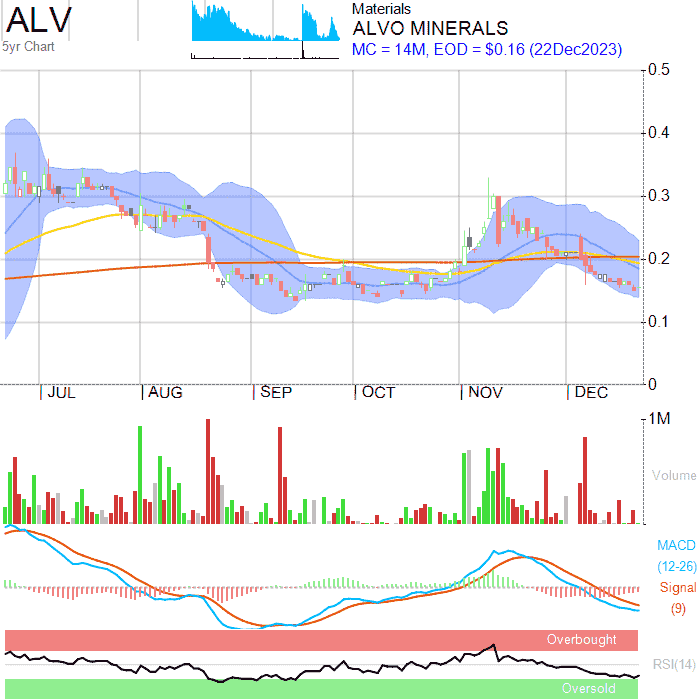 ALV
5yr Chart
Materials
ALVO MINERALS
MC = 14M, EOD = $0.16 (22Dec2023)
0.5
0.4
0.3
0.2
0.1
0
JUL AUG SEP OCT NOV DEC
1M
Volume
MACD
(12-26)
Signal
(9)
Overbought
RSI(14)
Oversold